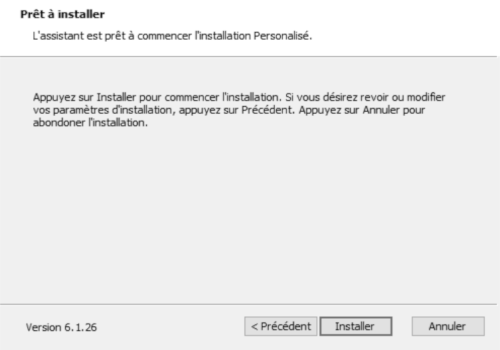 Prêt à installer
L'assistant est prêt à commencer l'installation Personalisé.
Appuyez sur Installer pour commencer l'installation. Si vous désirez revoir ou modifier
vos paramètres d'installation, appuyez sur Précédent. Appuyez sur Annuler pour
abondoner l'installation.
Version 6.1.26
< Précédent
Installer
Annuler